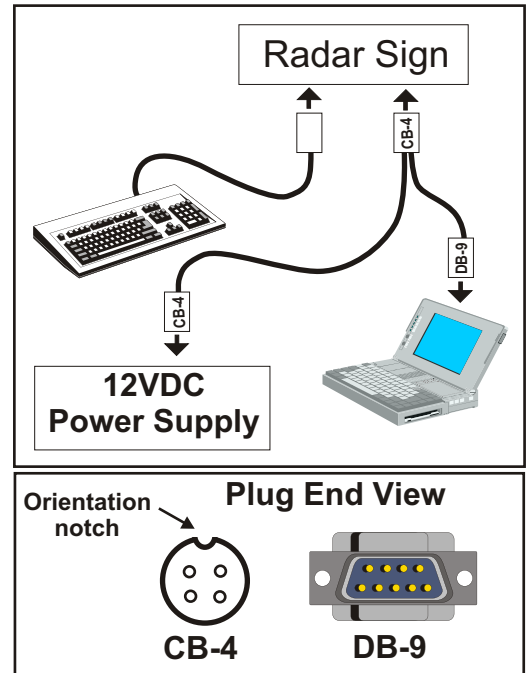 Radar Sign
CB-4
DB-9
CB-4
12VDC
Power Supply
Plug End View
Orientation
notch
CB-4
DB-9